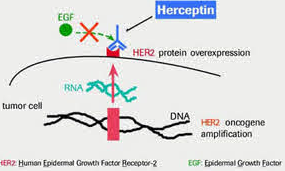 Herceptin
EGF
HER2 protein overexpression
RNA
tumor cell
DNA
HER2 oncogene
amplification
HER2: Human Epidermal Growth Factor Receptor-2
EGF: Epidermal Growth Factor